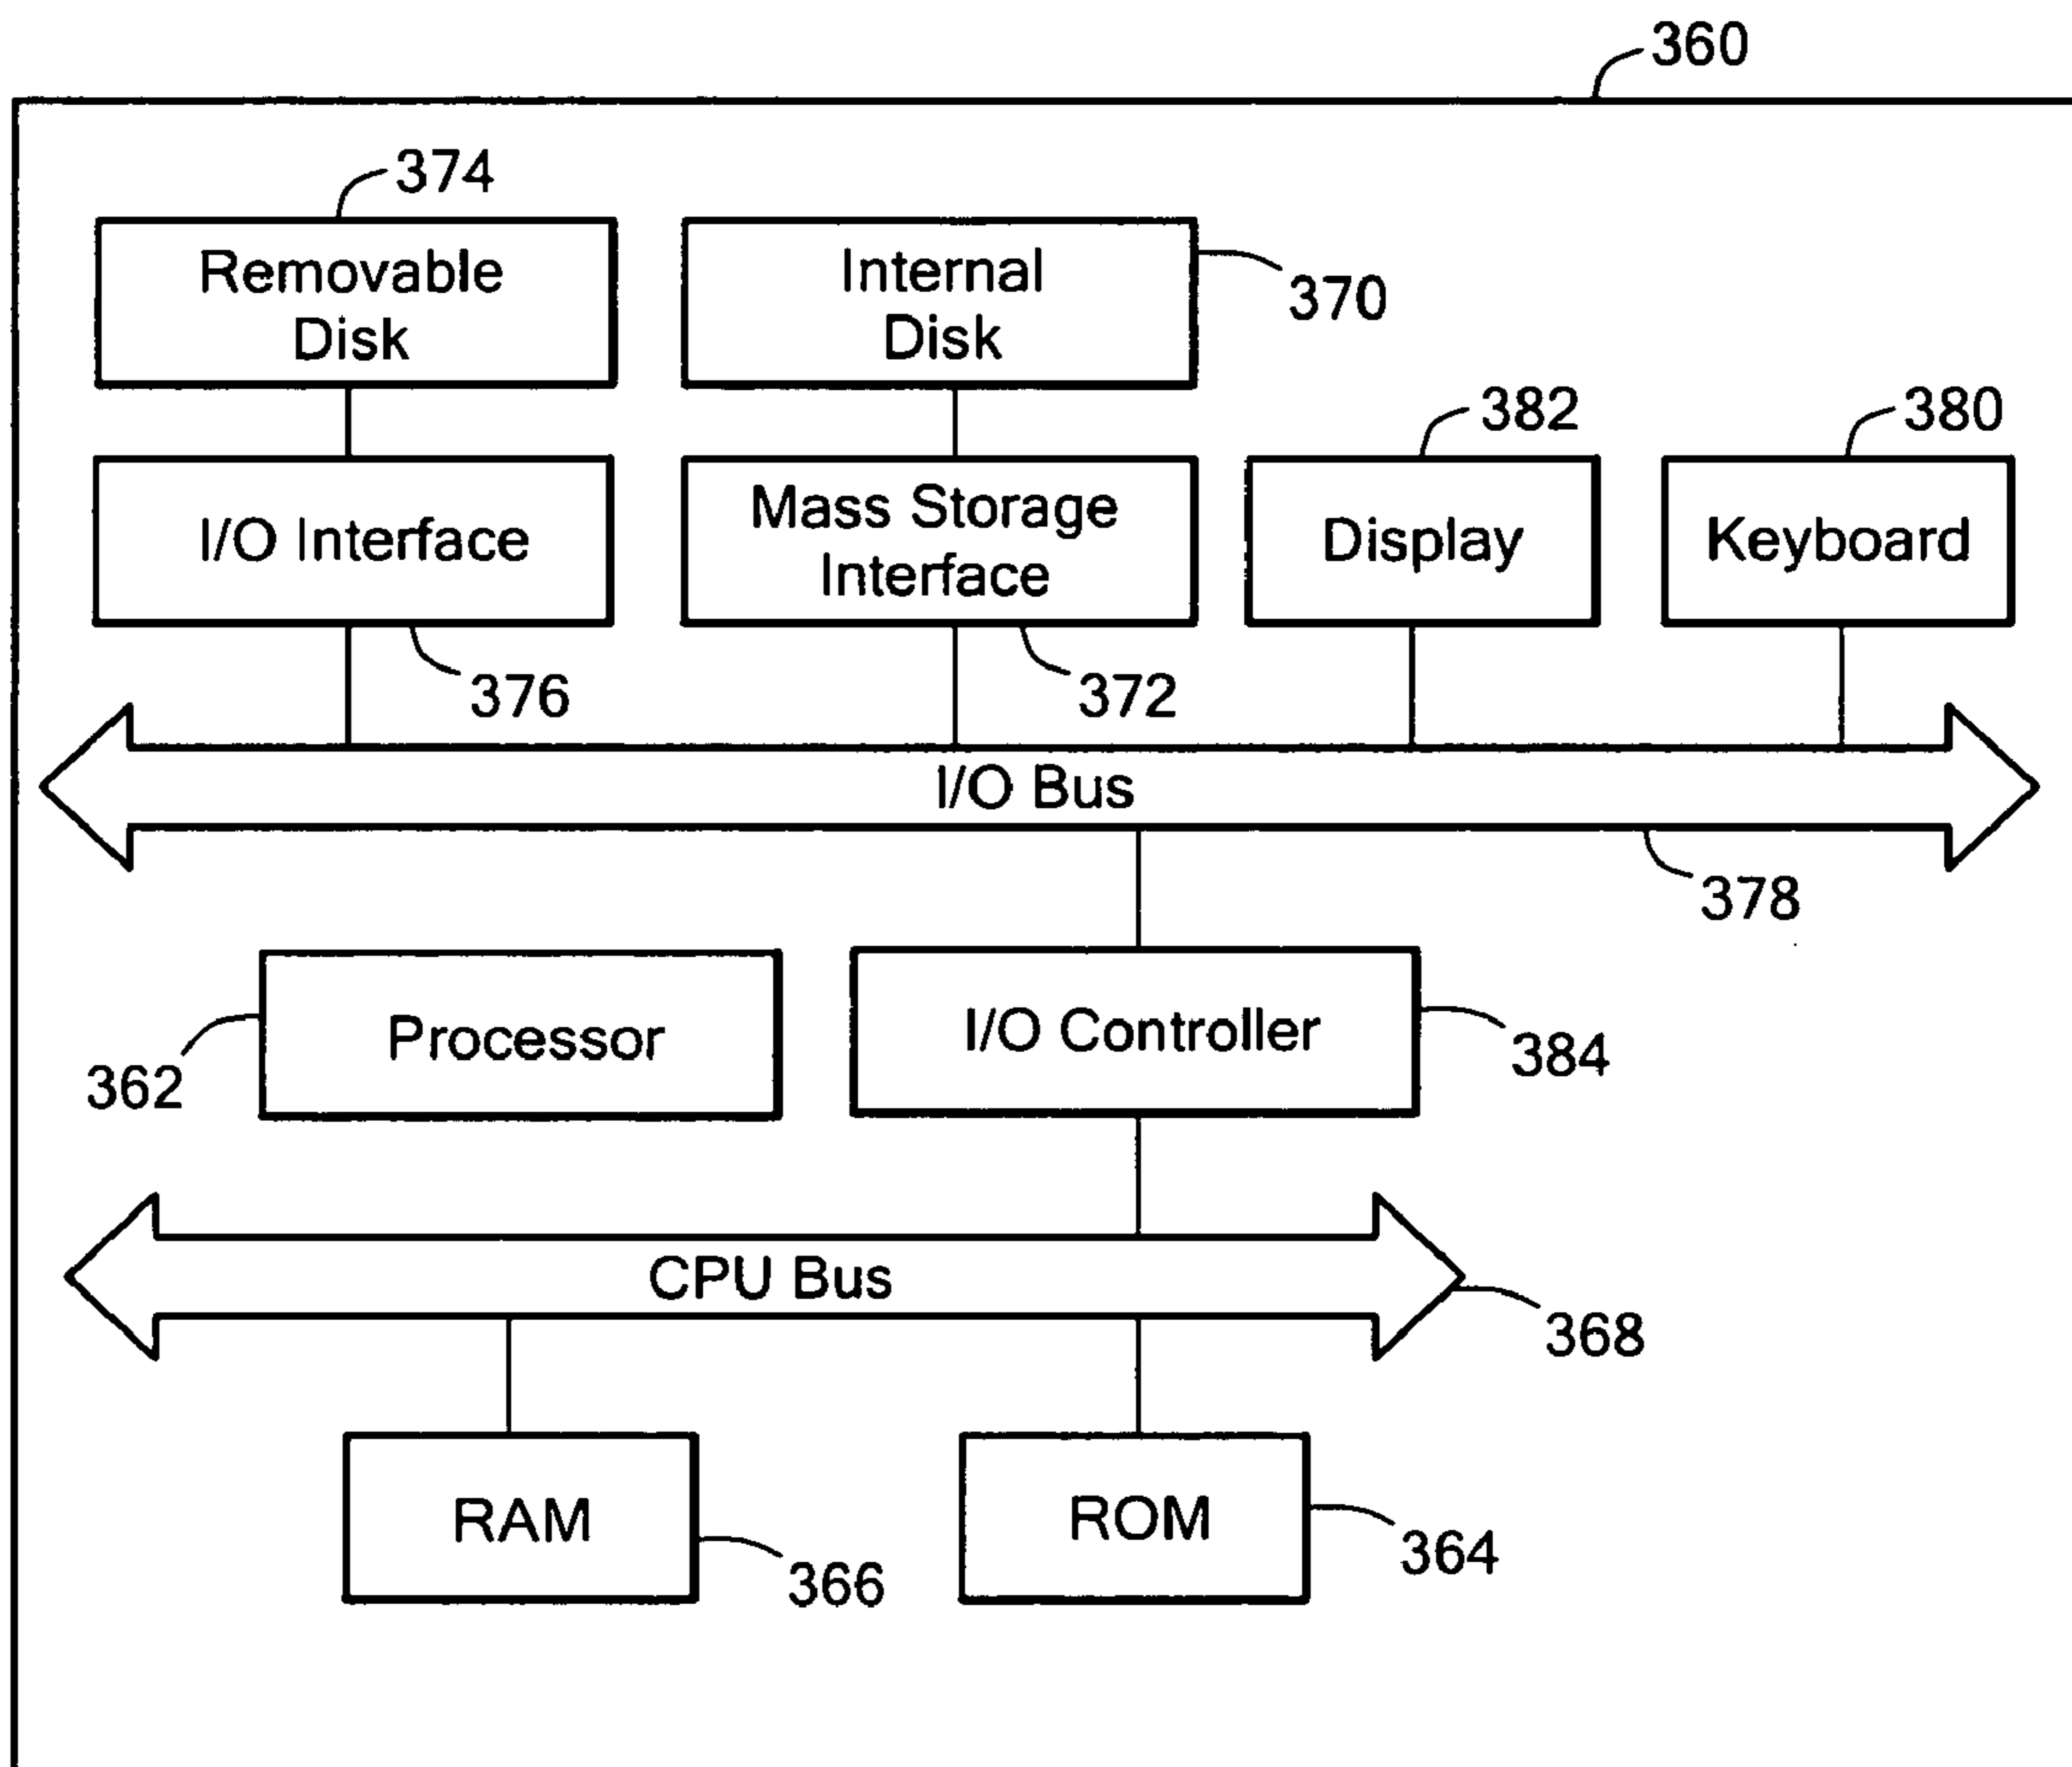 360
374
Removable
Disk
Internal
Disk
370
382
380
I/O Interface
Mass Storage
Interface
Display
Keyboard
376
372
I/O Bus
378
Processor
I/O Controller
362
384
CPU Bus
368
RAM
ROM
366
364